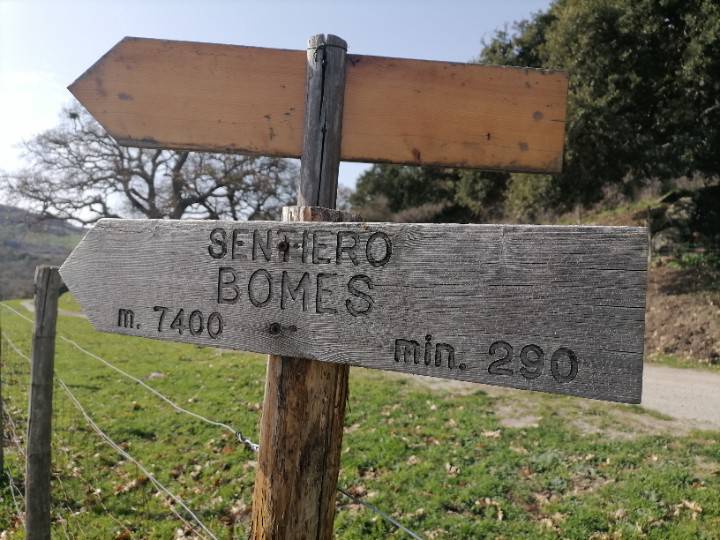 SENTIERO
BOMES
m. 7400
min. 290